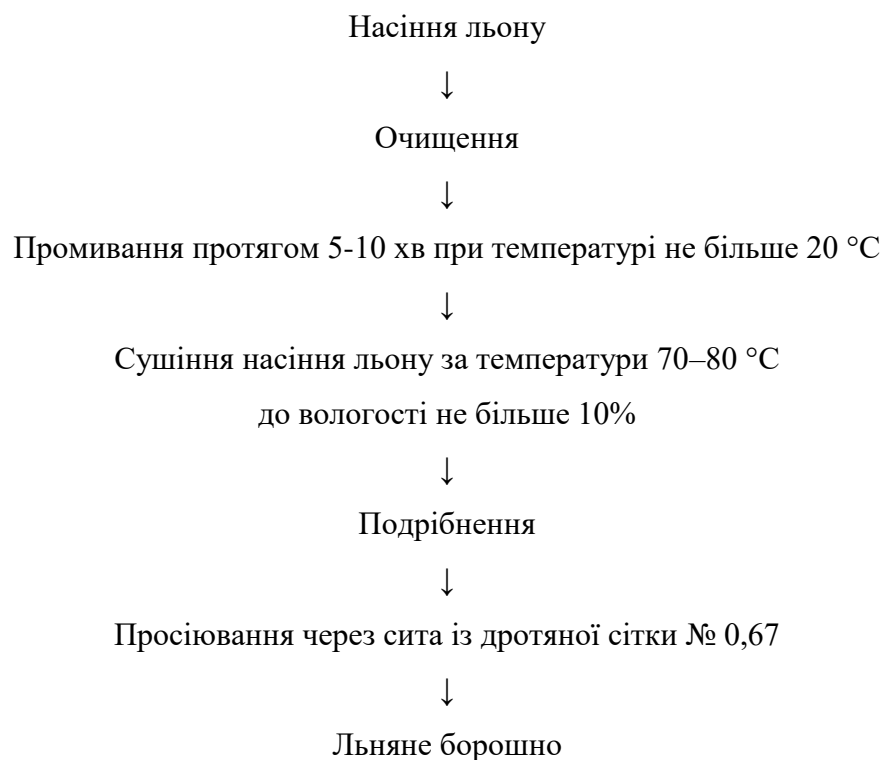 Насіння льону
↓
Очищення
↓
Промивання протягом 5-10 хв при температурі не більше 20 °C
↓
Сушіння насіння льону за температури 70–80 °C
до вологості не більше 10%
↓
Подрібнення
↓
Просіювання через сита із дротяної сітки № 0,67
↓
Льняне борошно